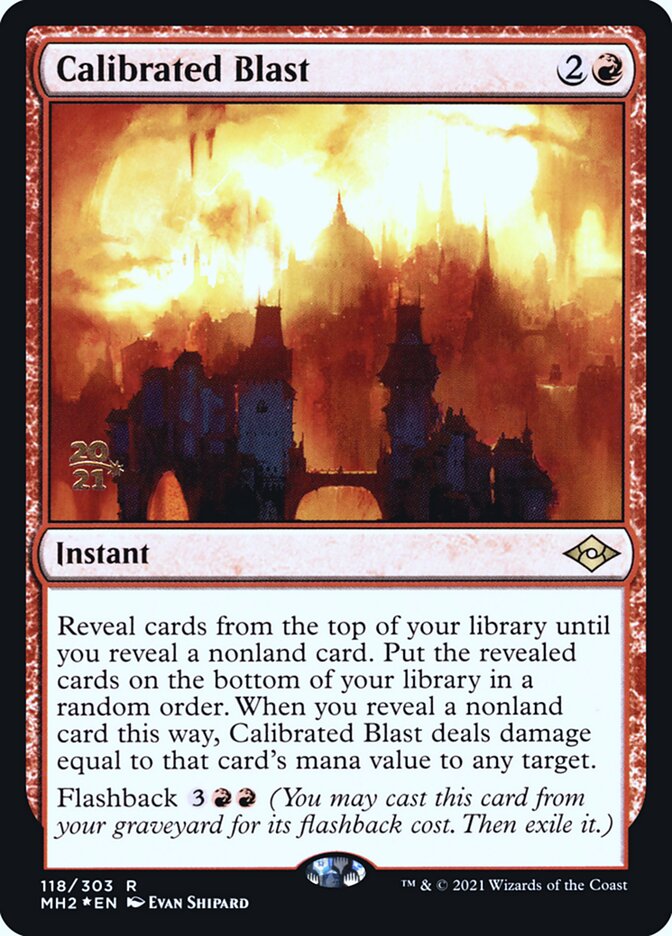 Calibrated Blast 2
20
21
Instant
Reveal cards from the top of your library until
you reveal a nonland card. Put the revealed
cards on the bottom of your library in a
random order. When you reveal a nonland
card this way, Calibrated Blast deals damage
equal to that card's mana value to any target.
Flashback 3 (You may cast this card from
your graveyard for its flashback cost. Then exile it.)
118/303 R
MH2★EN Evan Shipard
™ & © 2021 Wizards of the Coast